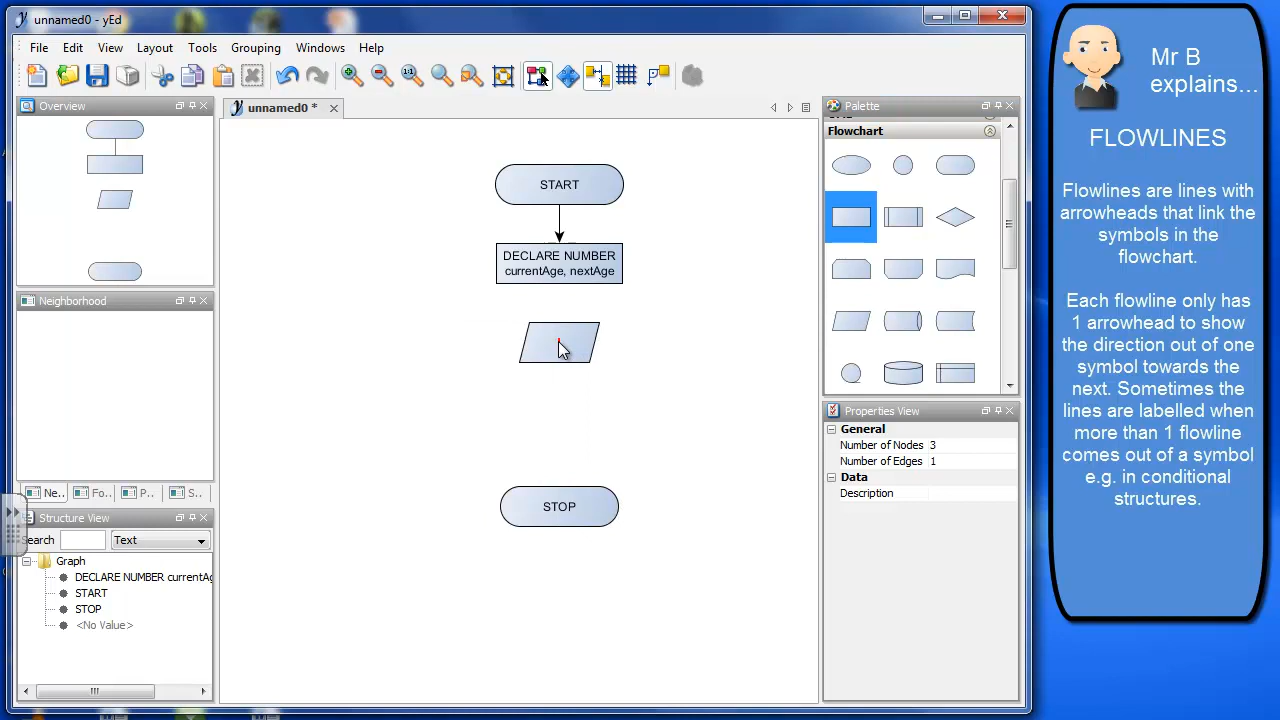 unnamed0 - yEd
File Edit View Layout Tools Grouping Windows Help
Overview
unnamed0 *
Palette
Flowchart
START
DECLARE NUMBER
currentAge, nextAge
STOP
Neighborhood
Ne.. Fo.. P.. S..
Structure View
Search Text
Graph
DECLARE NUMBER currentAg
START
STOP
<No Value>
Properties View
General
Number of Nodes 3
Number of Edges 1
Data
Description
Mr B
explains...
FLOWLINES
Flowlines are lines with
arrowheads that link the
symbols in the
flowchart.
Each flowline only has
1 arrowhead to show
the direction out of one
symbol towards the
next. Sometimes the
lines are labelled when
more than 1 flowline
comes out of a symbol
e.g. in conditional
structures.